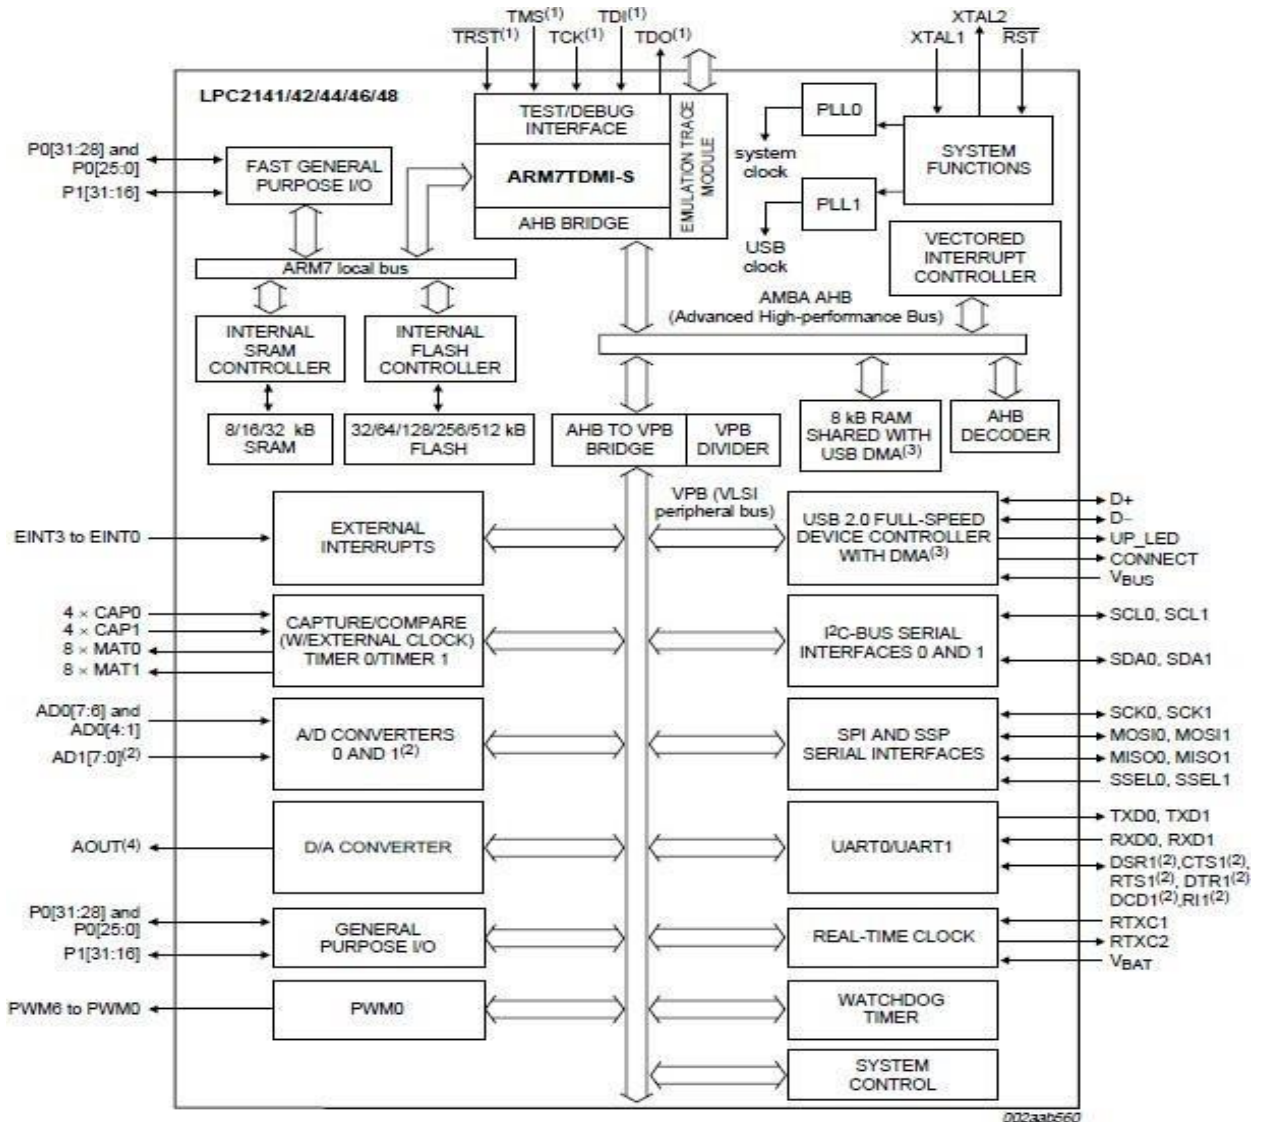 TMS(1)
TDI(1)
TRST(1)
TCK(1)
TDO(1)
XTAL2
XTAL1
RST
LPC2141/42/44/46/48
TEST/DEBUG
INTERFACE
ARM7TDMI-S
AHB BRIDGE
EMULATION TRACE
MODULE
PLL0
system
clock
PLL1
USB
clock
SYSTEM
FUNCTIONS
P0[31:28] and
P0[25:0]
P1[31:16]
FAST GENERAL
PURPOSE I/O
VECTORED
INTERRUPT
CONTROLLER
ARM7 local bus
AMBA AHB
(Advanced High-performance Bus)
INTERNAL
SRAM
CONTROLLER
INTERNAL
FLASH
CONTROLLER
8/16/32 kB
SRAM
32/64/128/256/512 kB
FLASH
AHB TO VPB
BRIDGE
VPB
DIVIDER
8 kB RAM
SHARED WITH
USB DMA(3)
AHB
DECODER
VPB (VLSI
peripheral bus)
EINT3 to EINT0
EXTERNAL
INTERRUPTS
USB 2.0 FULL-SPEED
DEVICE CONTROLLER
WITH DMA(3)
D+
D−
UP_LED
CONNECT
VBUS
4 × CAP0
4 × CAP1
8 × MAT0
8 × MAT1
CAPTURE/COMPARE
(W/EXTERNAL CLOCK)
TIMER 0/TIMER 1
I2C-BUS SERIAL
INTERFACES 0 AND 1
SCL0, SCL1
SDA0, SDA1
AD0[7:6] and
AD0[4:1]
AD1[7:0](2)
A/D CONVERTERS
0 AND 1(2)
SPI AND SSP
SERIAL INTERFACES
SCK0, SCK1
MOSI0, MOSI1
MISO0, MISO1
SSEL0, SSEL1
AOUT(4)
D/A CONVERTER
UART0/UART1
TXD0, TXD1
RXD0, RXD1
DSR1(2),CTS1(2),
RTS1(2), DTR1(2)
DCD1(2),RI1(2)
P0[31:28] and
P0[25:0]
P1[31:16]
GENERAL
PURPOSE I/O
REAL-TIME CLOCK
RTXC1
RTXC2
VBAT
PWM6 to PWM0
PWM0
WATCHDOG
TIMER
SYSTEM
CONTROL
002aab560